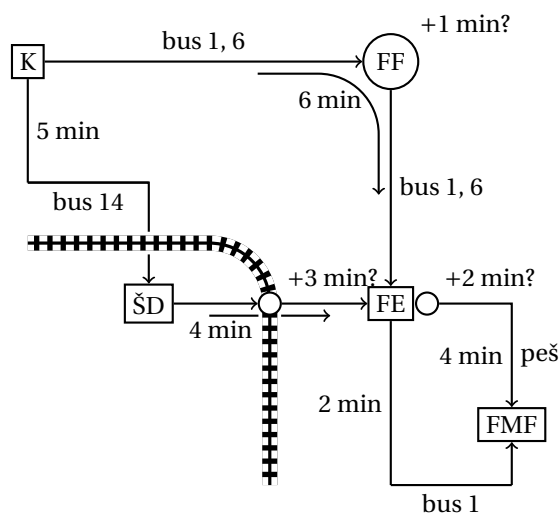 +1 min?
bus 1, 6
K
FF
6 min
5 min
bus 1, 6
bus 14
+3 min?
+2 min?
ŠD
FE
4 min
4 min
peš
2 min
FMF
bus 1